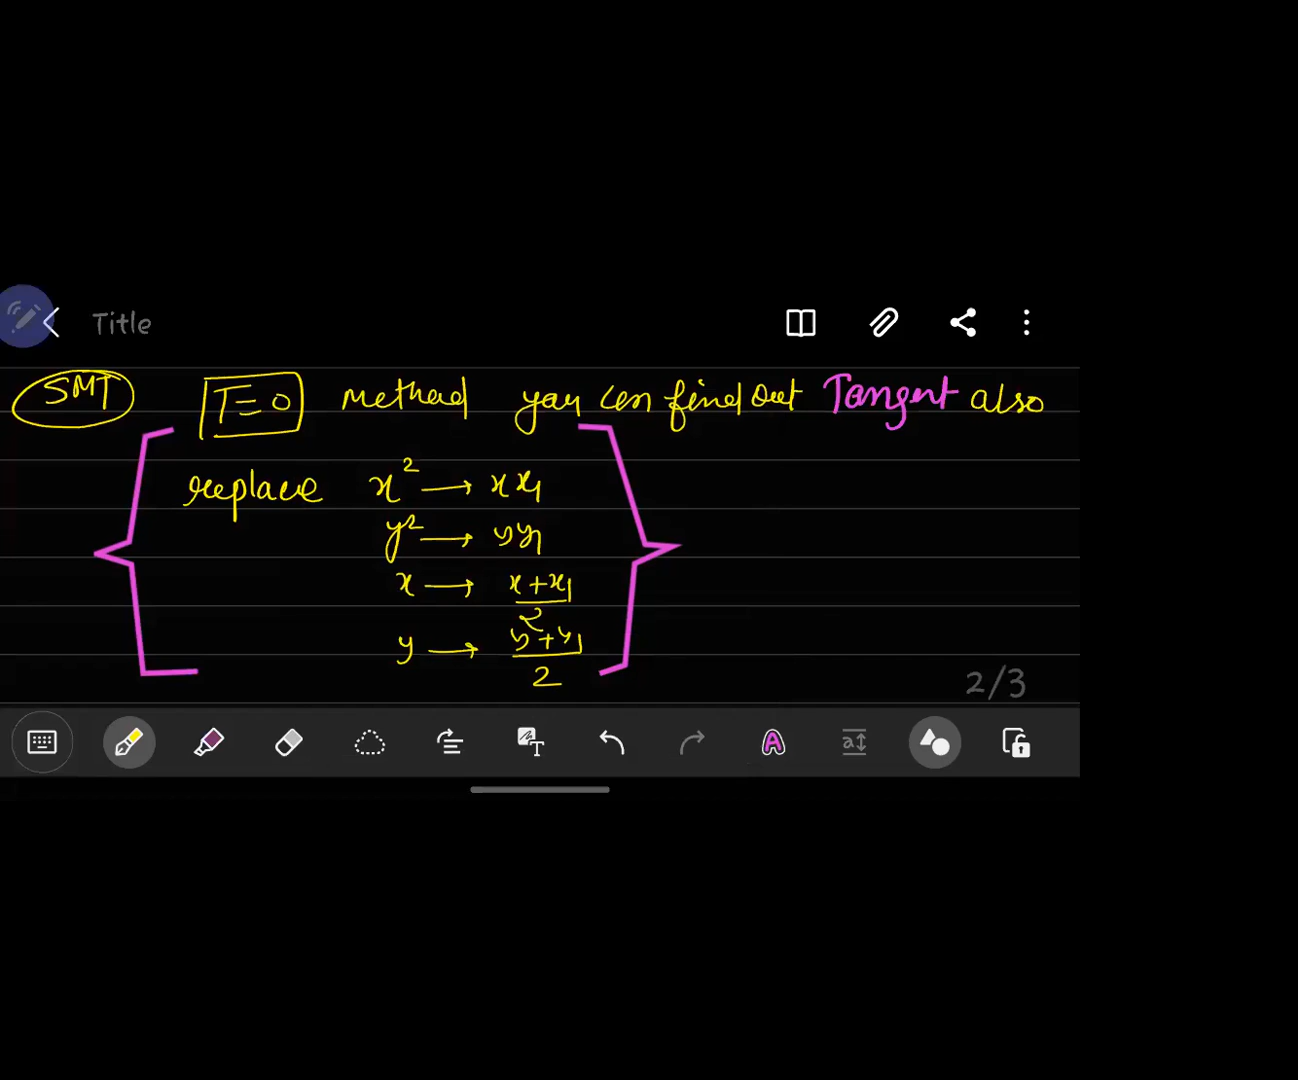 Title
SMT T=0 method you can find out Tangent also
replace x² → xx₁
y² → yy₁
x → x+x₁/2
y → y+y₁/2
2/3